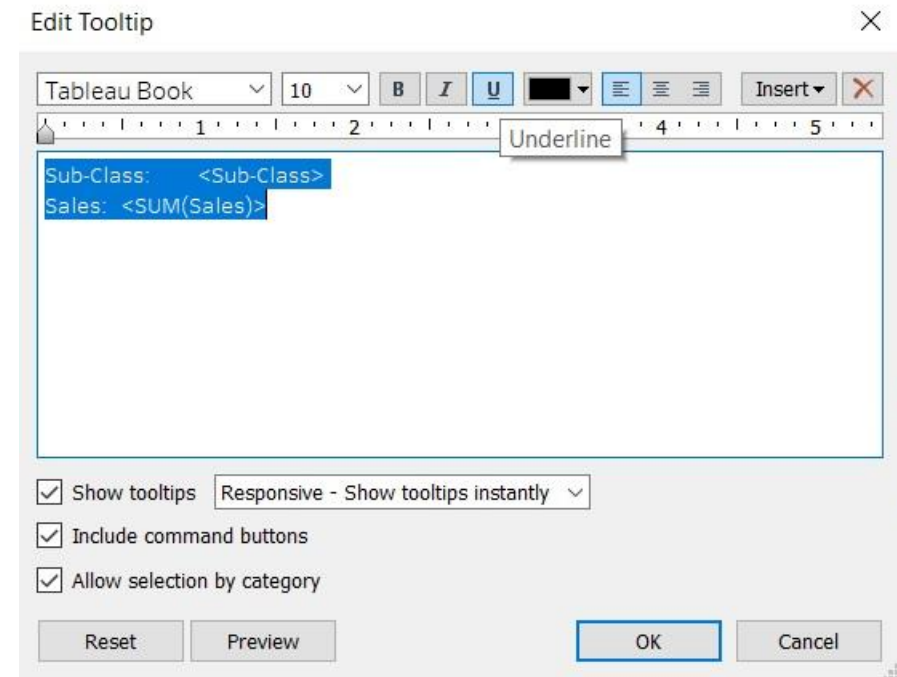 Edit Tooltip
Tableau Book 10 B I U Insert
1 2 4 5
Underline
Sub-Class: <Sub-Class>
Sales: <SUM(Sales)>
Show tooltips Responsive - Show tooltips instantly
Include command buttons
Allow selection by category
Reset Preview OK Cancel